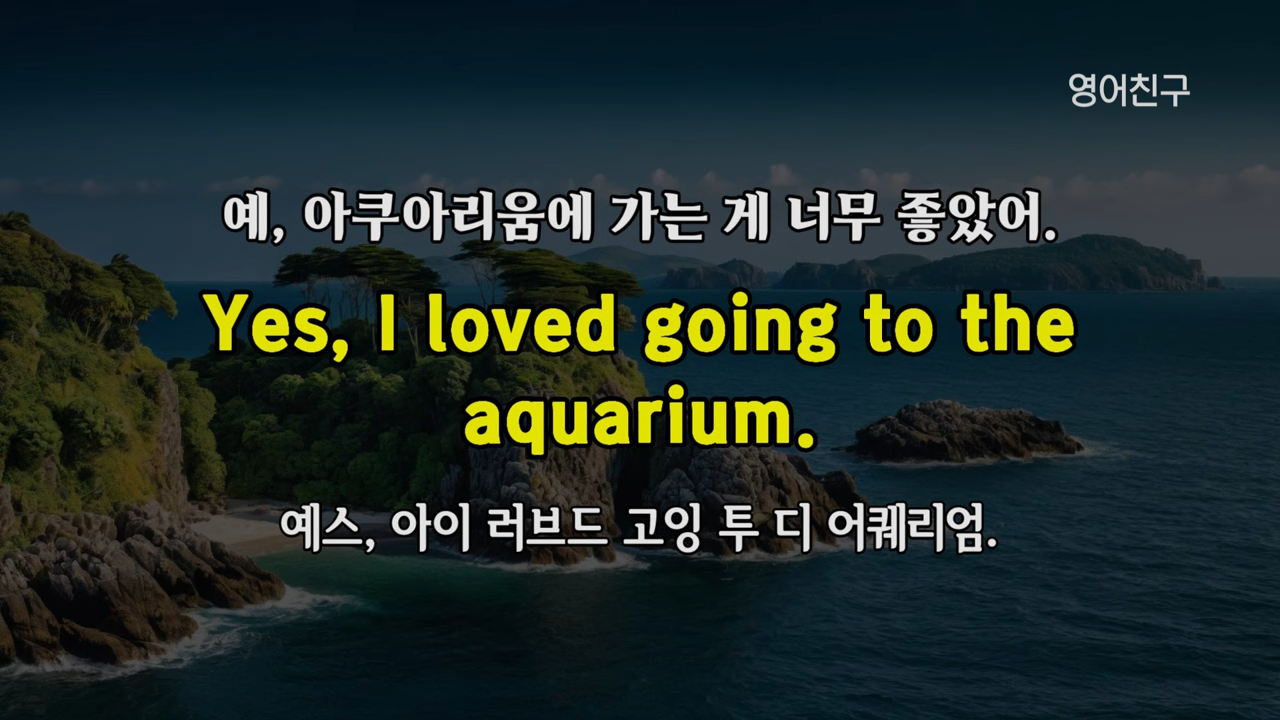 영어친구
예, 아쿠아리움에 가는 게 너무 좋았어.
Yes, I loved going to the
aquarium.
예스, 아이 러브드 고잉 투 디 어퀘리엄.